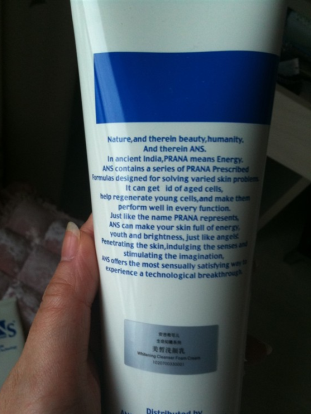 Nature,and therein beauty,humanity.
And therein ANS.
In ancient India,PRANA means Energy.
ANS contains a series of PRANA Prescribed
Formulas designed for solving varied skin problems.
It can get id of aged cells,
help regenerate young cells,and make them
perform well in every function.
Just like the name PRANA represents,
ANS can make your skin full of energy,
youth and brightness, just like angels.
Penetrating the skin,indulging the senses and
stimulating the imagination,
ANS offers the most sensually satisfying way to
experience a technological breakthrough.
Whitening Cleanser
Distributed by